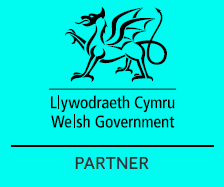 Llywodraeth Cymru
Welsh Government
PARTNER